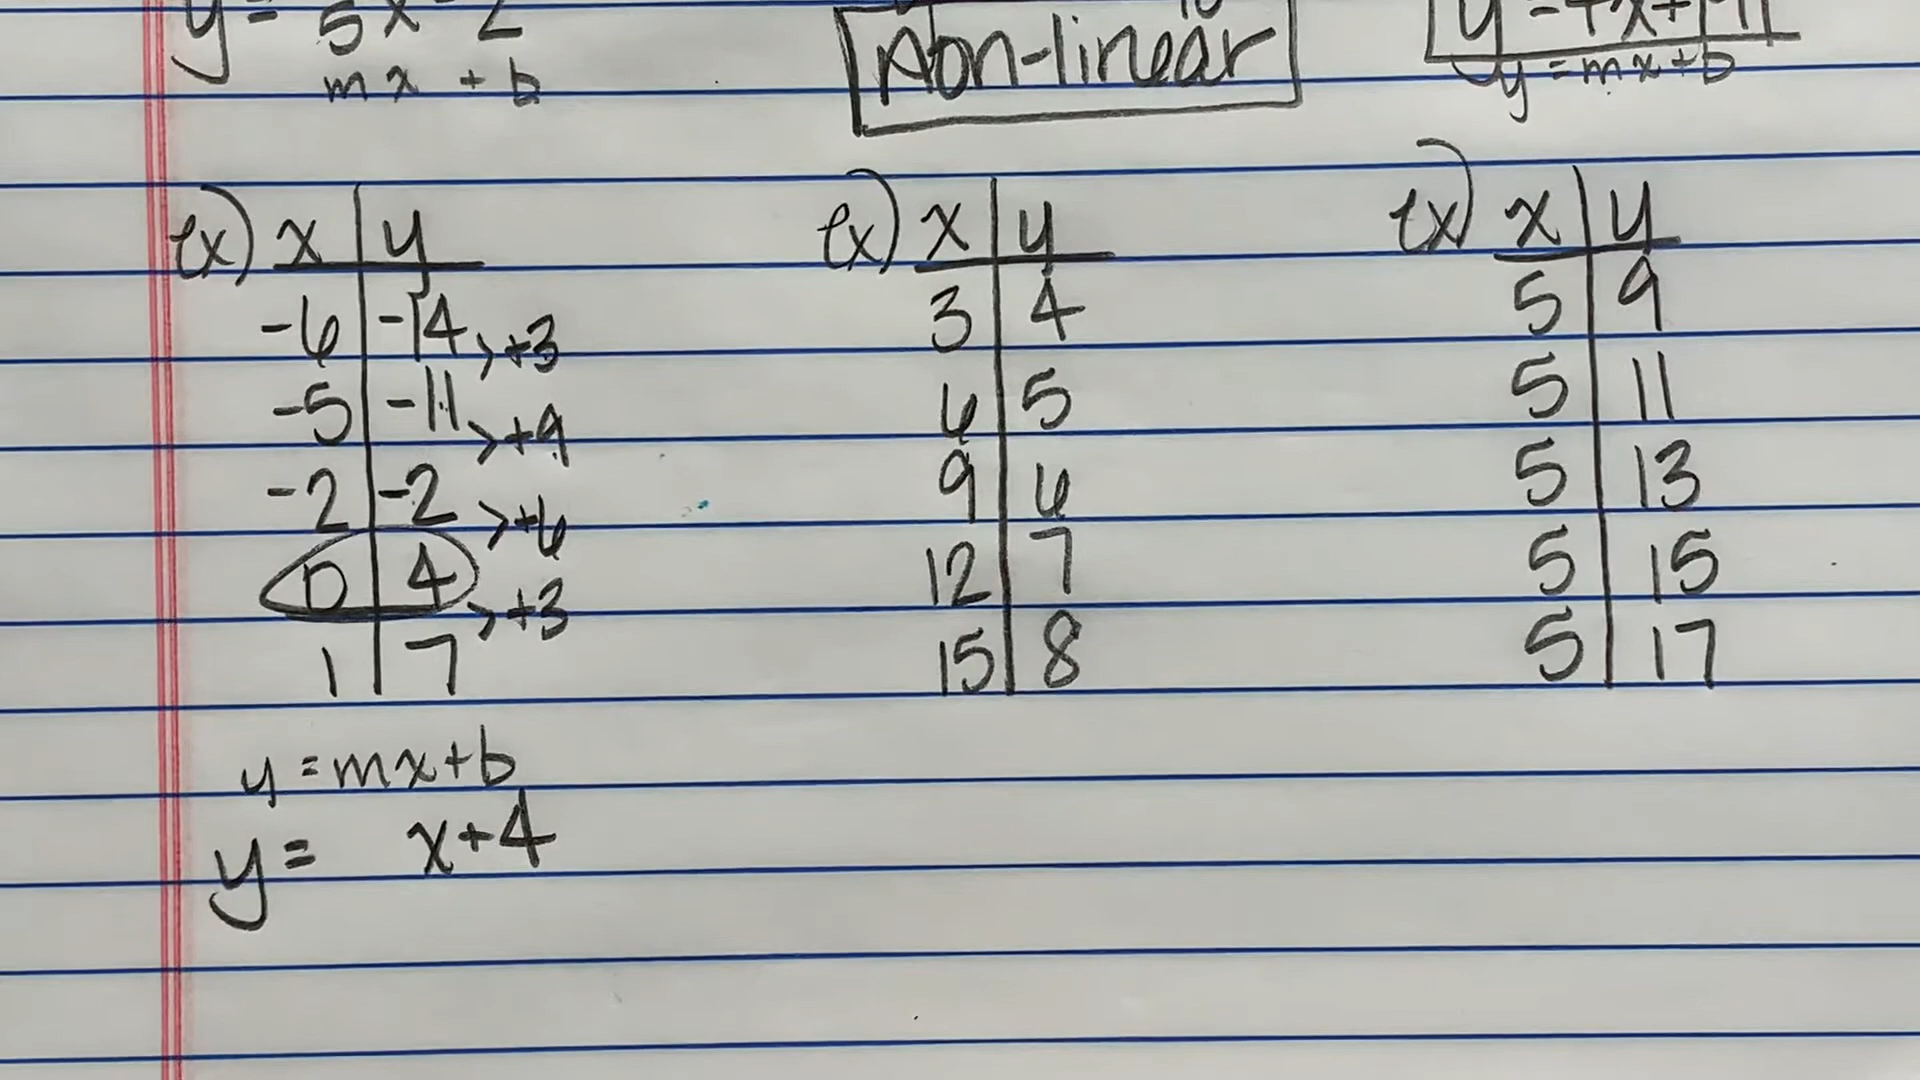 y = 5x - 2
mx + b
Non-linear
y = mx + b
ex) x y
-6 -14 > +3
-5 -11 > +9
-2 -2 > +6
0 4 > +3
1 7
y = mx + b
y = x + 4
ex) x y
3 4
6 5
9 6
12 7
15 8
ex) x y
5 9
5 11
5 13
5 15
5 17